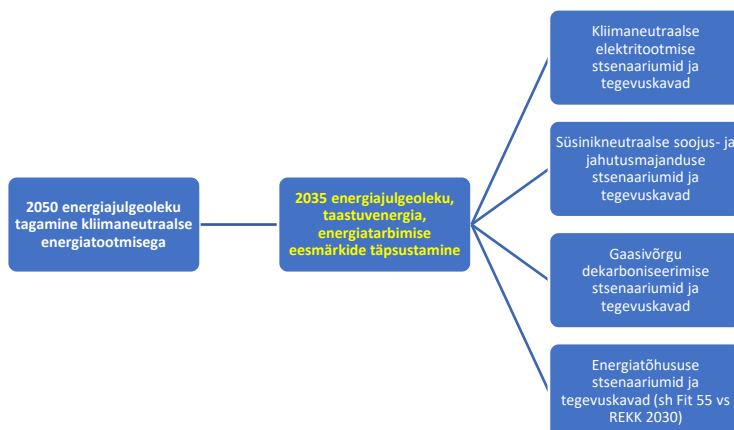 2050 energiajulgeoleku
tagamine kliimaneutraalse
energiatootmisega
2035 energiajulgeoleku,
taastuvenergia,
energiatarbimise
eesmärkide täpsustamine
Kliimaneutraalse
elektritootmise
stsenaariumid ja
tegevuskavad
Süsinikneutraalse soojus- ja
jahutusmajanduse
stsenaariumid ja
tegevuskavad
Gaasivõrgu
dekarboniseerimise
stsenaariumid ja
tegevuskavad
Energiatõhususe
stsenaariumid ja
tegevuskavad (sh Fit 55 vs
REKK 2030)